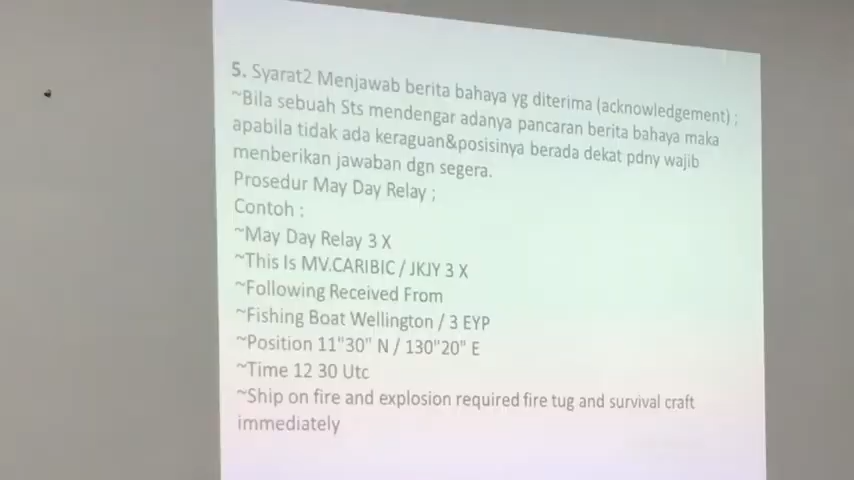 5. Syarat2 Menjawab berita bahaya yg diterima (acknowledgement) ;
~Bila sebuah Sts mendengar adanya pancaran berita bahaya maka
apabila tidak ada keraguan&posisinya berada dekat pdny wajib
menberikan jawaban dgn segera.
Prosedur May Day Relay ;
Contoh :
~May Day Relay 3 X
~This Is MV.CARIBIC / JKJY 3 X
~Following Received From
~Fishing Boat Wellington / 3 EYP
~Position 11"30" N / 130"20" E
~Time 12 30 Utc
~Ship on fire and explosion required fire tug and survival craft
immediately